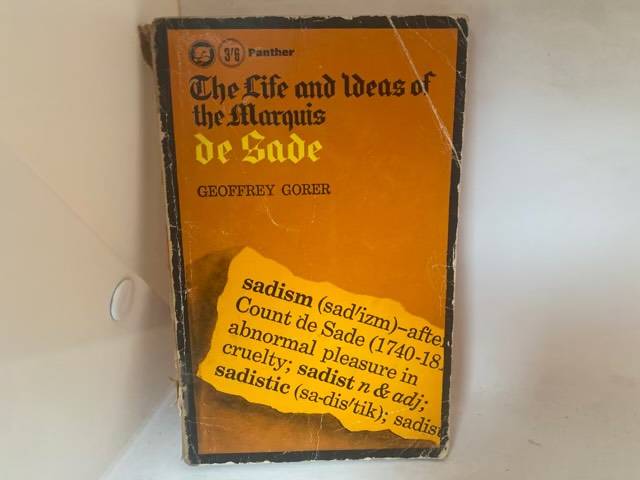 3/6 Panther
The Life and Ideas of
the Marquis
de Sade
GEOFFREY GORER
sadism (sad'izm)–afte
Count de Sade (1740-18
abnormal pleasure in
cruelty; sadist n & adj;
sadistic (sa-dis'tik); sadis